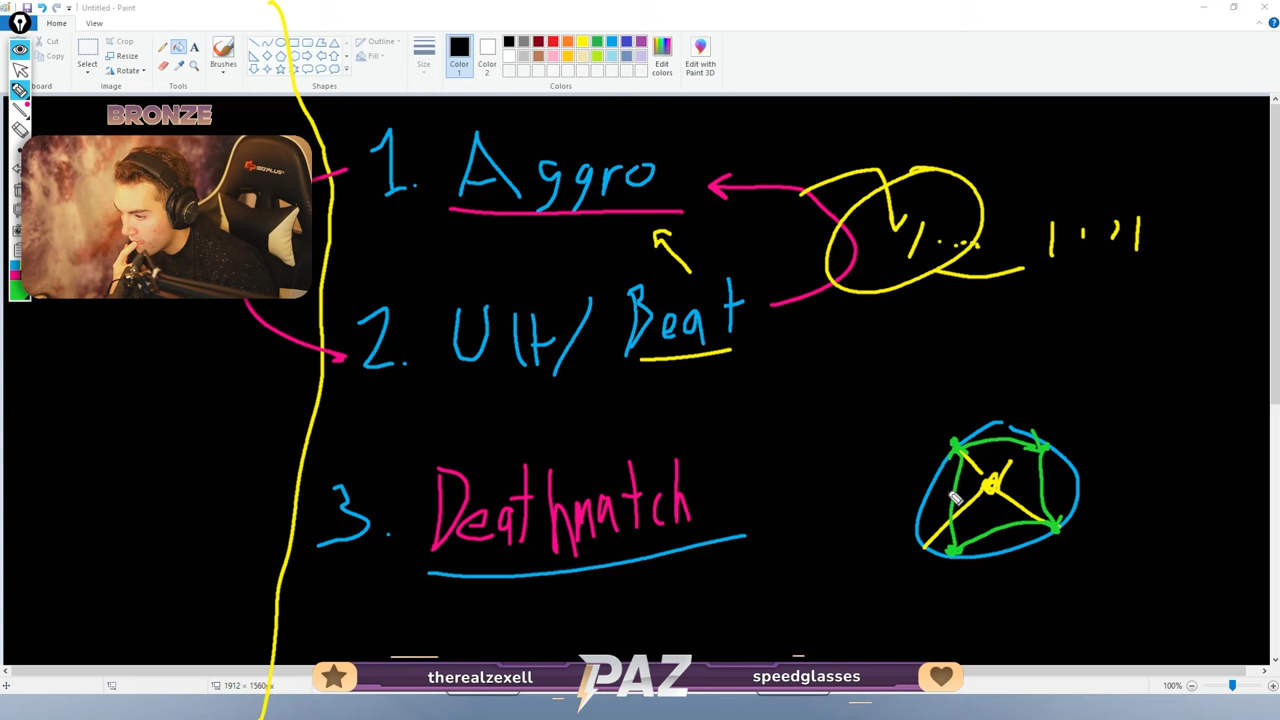 Untitled - Paint
Home View
Cut
Copy
Select
Crop
Resize
Rotate
A
Brushes
Outline
Fill
Size
Color 1
Color 2
Edit colors
Edit with Paint 3D
board
Image
Tools
Shapes
Colors
BRONZE
1. Aggro
2. Ult/ Beat
3. Deathmatch
therealzexell
PAZ
speedglasses
1912 × 1560px
100%